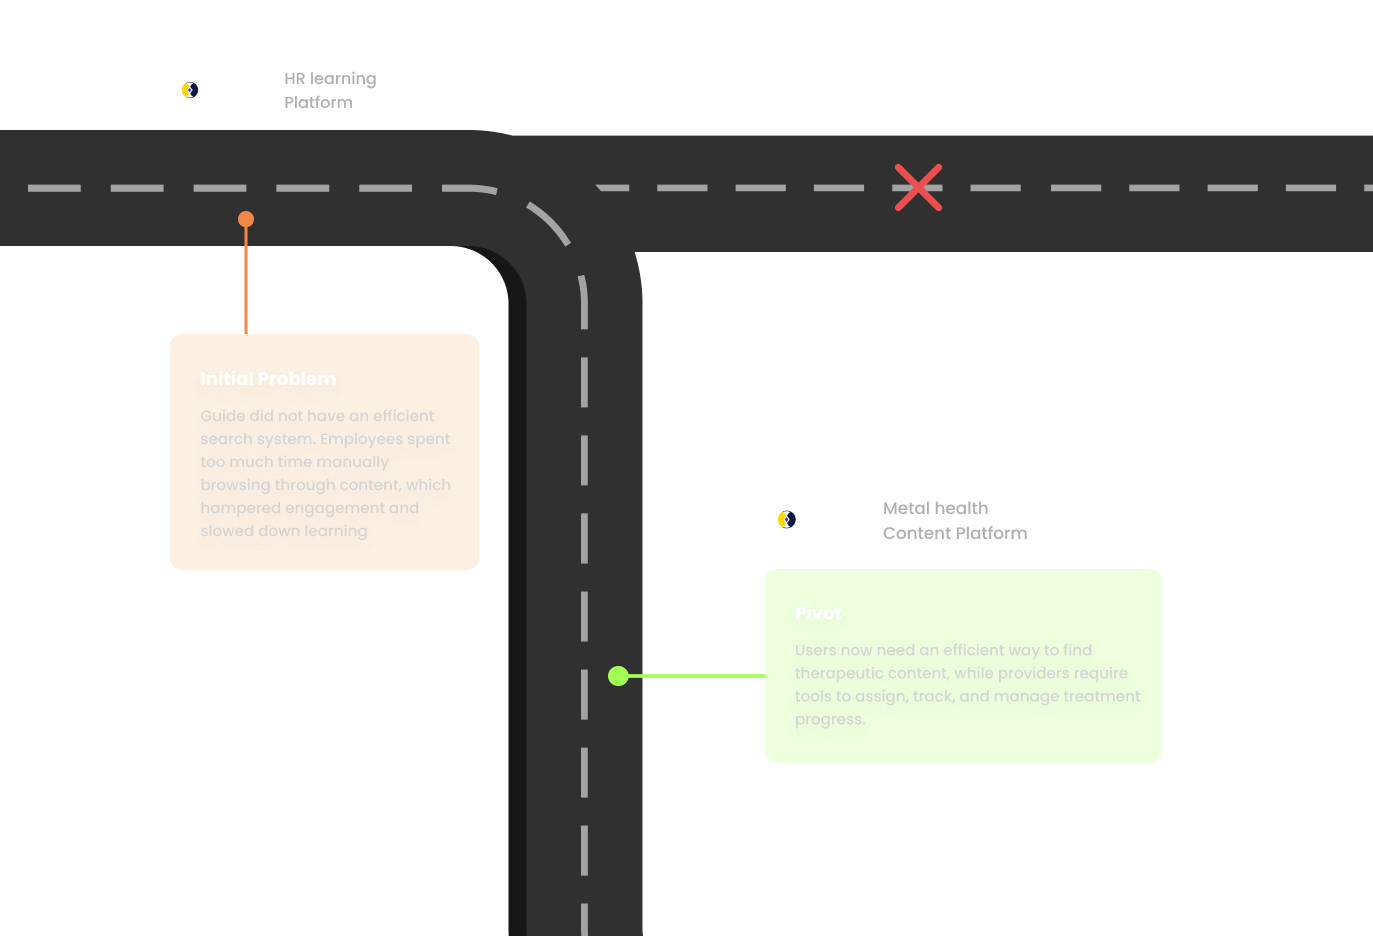 HR learning
Platform
Initial Problem
Guide did not have an efficient
search system. Employees spent
too much time manually
browsing through content, which
hampered engagement and
slowed down learning
Metal health
Content Platform
Pivot
Users now need an efficient way to find
therapeutic content, while providers require
tools to assign, track, and manage treatment
progress.